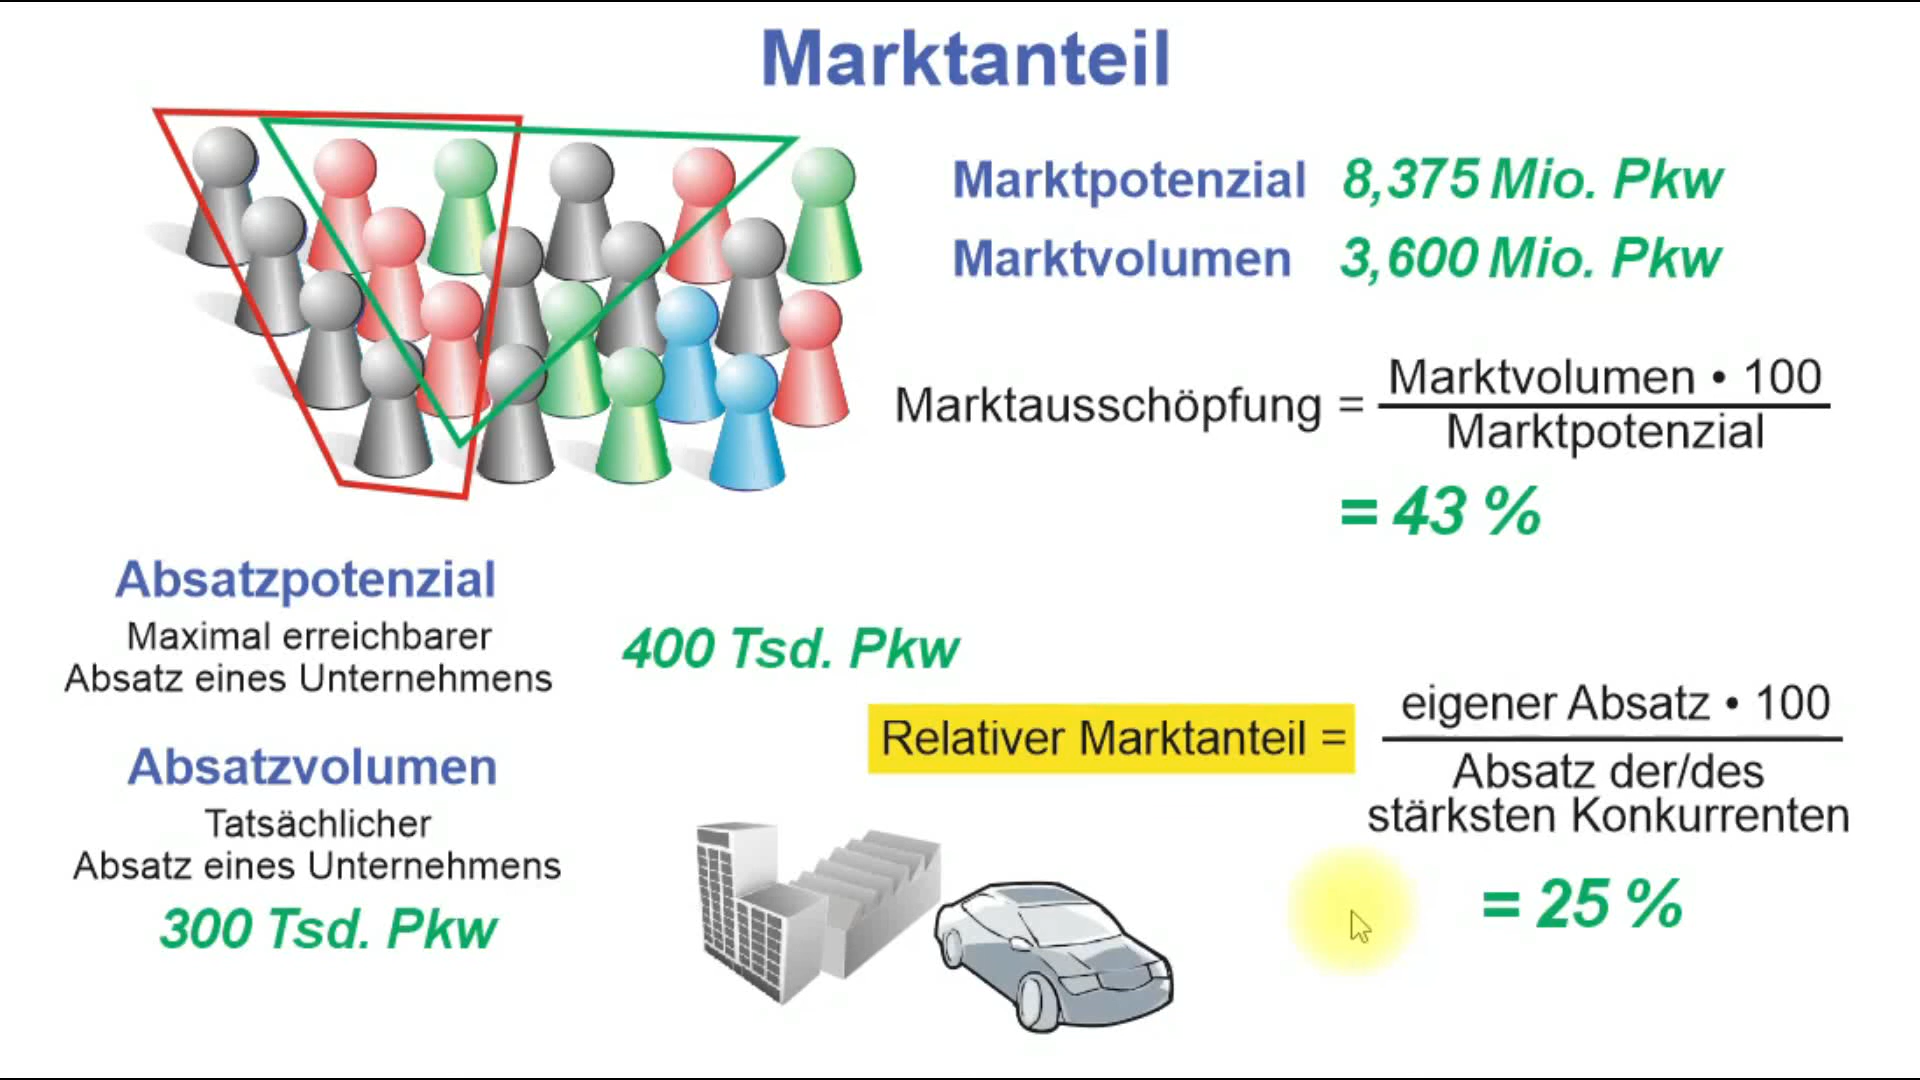 Marktanteil
Marktpotenzial 8,375 Mio. Pkw
Marktvolumen 3,600 Mio. Pkw
Marktausschöpfung = Marktvolumen • 100
Marktpotenzial
= 43 %
Absatzpotenzial
Maximal erreichbarer
Absatz eines Unternehmens
400 Tsd. Pkw
Relativer Marktanteil = eigener Absatz • 100
Absatz der/des
stärksten Konkurrenten
= 25 %
Absatzvolumen
Tatsächlicher
Absatz eines Unternehmens
300 Tsd. Pkw